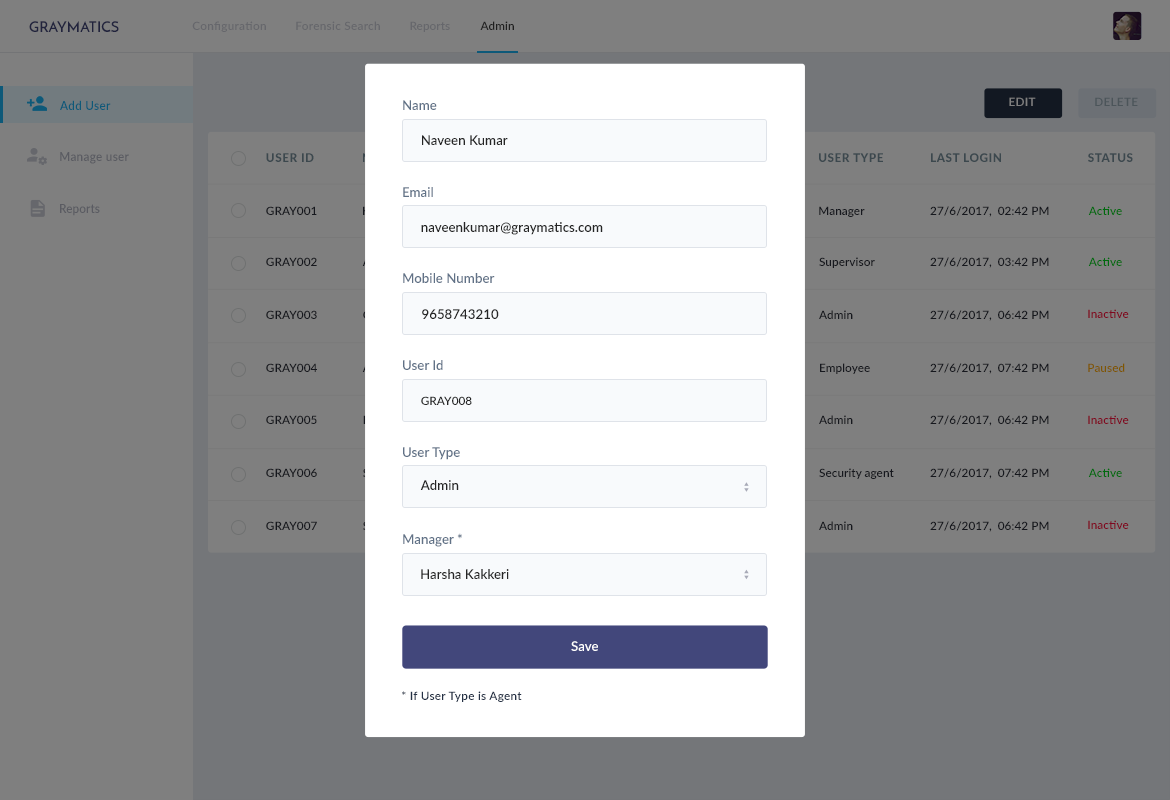 GRAYMATICS
Configuration
Forensic Search
Reports
Admin
Add User
Manage user
Reports
EDIT
DELETE
USER ID
USER TYPE
LAST LOGIN
STATUS
GRAY001
Manager
27/6/2017, 02:42 PM
Active
GRAY002
Supervisor
27/6/2017, 03:42 PM
Active
GRAY003
Admin
27/6/2017, 06:42 PM
Inactive
GRAY004
Employee
27/6/2017, 07:42 PM
Paused
GRAY005
Admin
27/6/2017, 06:42 PM
Inactive
GRAY006
Security agent
27/6/2017, 07:42 PM
Active
GRAY007
Admin
27/6/2017, 06:42 PM
Inactive
Name
Naveen Kumar
Email
naveenkumar@graymatics.com
Mobile Number
9658743210
User Id
GRAY008
User Type
Admin
Manager *
Harsha Kakkeri
Save
* If User Type is Agent